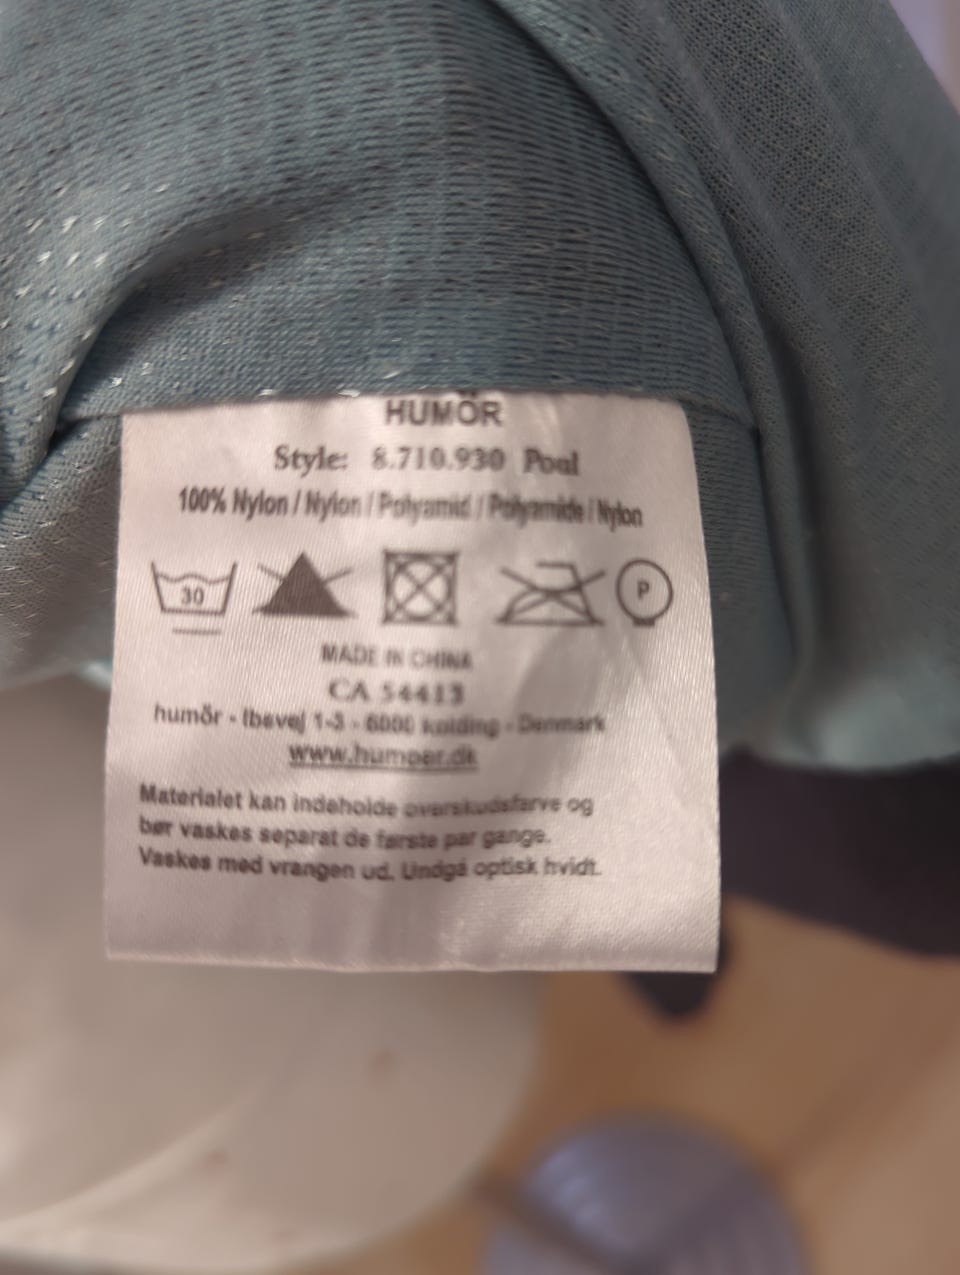 HUMÖR
Style: 8.710.930 Poul
100% Nylon / Nylon / Polyamid / Polyamide / Nylon
30 P
MADE IN CHINA
CA 54413
humör - Ibsvej 1-3 - 6000 kolding - Denmark
www.humoer.dk
Materialet kan indeholde overskudsfarve og
bør vaskes separat de første par gange.
Vaskes med vrangen ud. Undgå optisk hvidt.